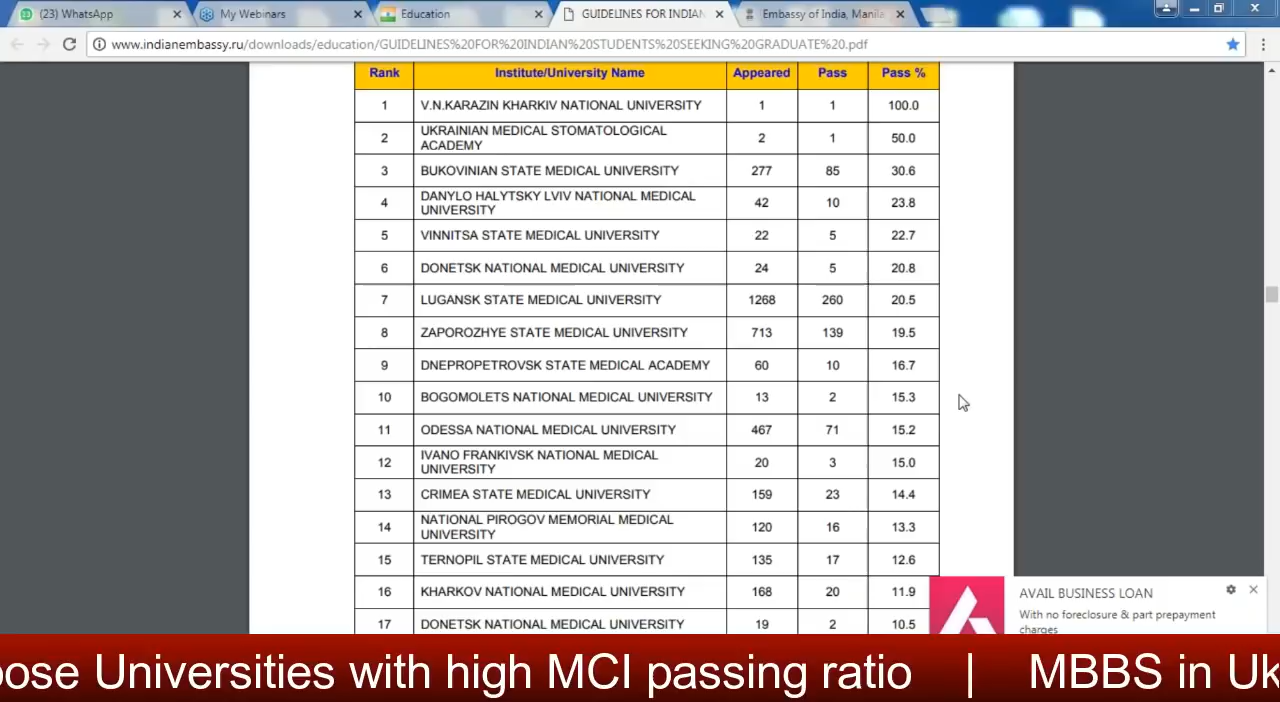 (23) WhatsApp
My Webinars
Education
GUIDELINES FOR INDIAN
Embassy of India, Manila
www.indianembassy.ru/downloads/education/GUIDELINES%20FOR%20INDIAN%20STUDENTS%20SEEKING%20GRADUATE%20.pdf
Rank Institute/University Name Appeared Pass Pass %
1 V.N.KARAZIN KHARKIV NATIONAL UNIVERSITY 1 1 100.0
2 UKRAINIAN MEDICAL STOMATOLOGICAL
ACADEMY 2 1 50.0
3 BUKOVINIAN STATE MEDICAL UNIVERSITY 277 85 30.6
4 DANYLO HALYTSKY LVIV NATIONAL MEDICAL
UNIVERSITY 42 10 23.8
5 VINNITSA STATE MEDICAL UNIVERSITY 22 5 22.7
6 DONETSK NATIONAL MEDICAL UNIVERSITY 24 5 20.8
7 LUGANSK STATE MEDICAL UNIVERSITY 1268 260 20.5
8 ZAPOROZHYE STATE MEDICAL UNIVERSITY 713 139 19.5
9 DNEPROPETROVSK STATE MEDICAL ACADEMY 60 10 16.7
10 BOGOMOLETS NATIONAL MEDICAL UNIVERSITY 13 2 15.3
11 ODESSA NATIONAL MEDICAL UNIVERSITY 467 71 15.2
12 IVANO FRANKIVSK NATIONAL MEDICAL
UNIVERSITY 20 3 15.0
13 CRIMEA STATE MEDICAL UNIVERSITY 159 23 14.4
14 NATIONAL PIROGOV MEMORIAL MEDICAL
UNIVERSITY 120 16 13.3
15 TERNOPIL STATE MEDICAL UNIVERSITY 135 17 12.6
16 KHARKOV NATIONAL MEDICAL UNIVERSITY 168 20 11.9
17 DONETSK NATIONAL MEDICAL UNIVERSITY 19 2 10.5
AVAIL BUSINESS LOAN
With no foreclosure & part prepayment
charges
oose Universities with high MCI passing ratio | MBBS in Uk